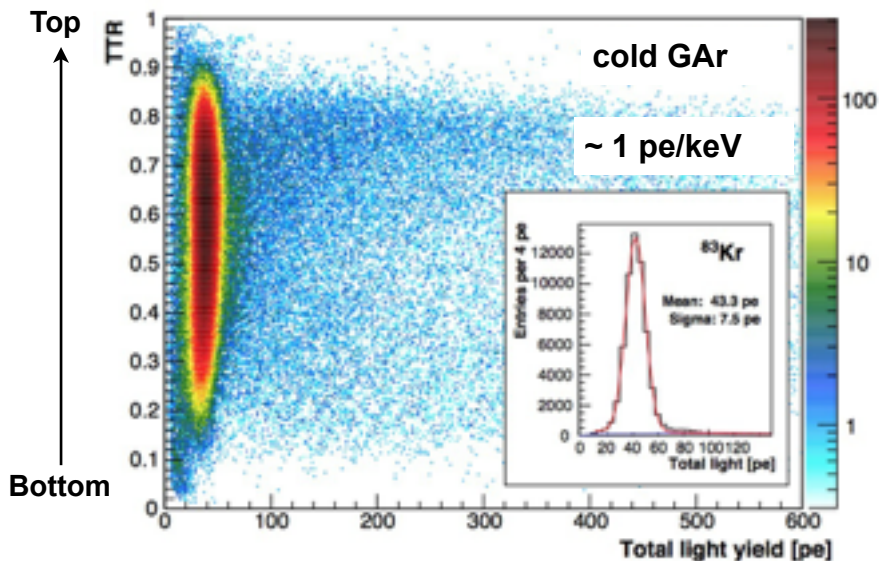 Top
Bottom
TTR
1
0.9
0.8
0.7
0.6
0.5
0.4
0.3
0.2
0.1
0
cold GAr
~ 1 pe/keV
100
10
1
0 100 200 300 400 500 600
Total light yield [pe]
Entries per 4 pe
12000
10000
8000
6000
4000
2000
0
⁸³Kr
Mean: 43.3 pe
Sigma: 7.5 pe
0 20 40 60 80 100 120
Total light [pe]